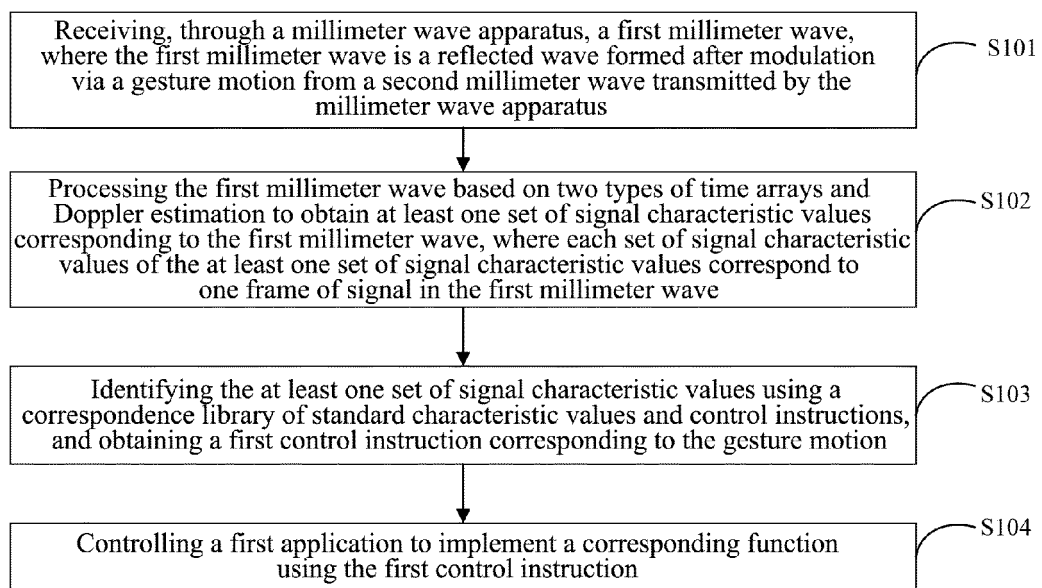 Receiving, through a millimeter wave apparatus, a first millimeter wave,
where the first millimeter wave is a reflected wave formed after modulation
via a gesture motion from a second millimeter wave transmitted by the
millimeter wave apparatus
S101
Processing the first millimeter wave based on two types of time arrays and
Doppler estimation to obtain at least one set of signal characteristic values
corresponding to the first millimeter wave, where each set of signal characteristic
values of the at least one set of signal characteristic values correspond to
one frame of signal in the first millimeter wave
S102
Identifying the at least one set of signal characteristic values using a
correspondence library of standard characteristic values and control instructions,
and obtaining a first control instruction corresponding to the gesture motion
S103
Controlling a first application to implement a corresponding function
using the first control instruction
S104